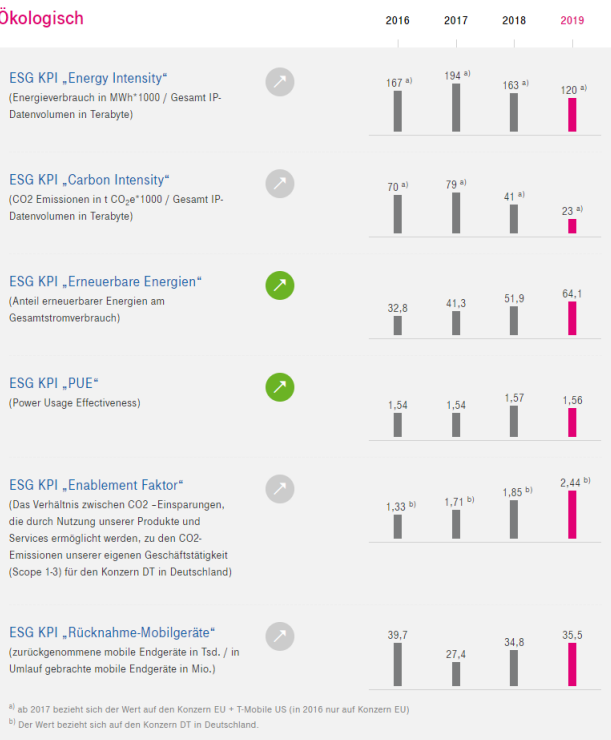 Ökologisch 2016 2017 2018 2019
ESG KPI „Energy Intensity“
(Energieverbrauch in MWh*1000 / Gesamt IP-
Datenvolumen in Terabyte)
167 a) 194 a) 163 a) 120 a)
ESG KPI „Carbon Intensity“
(CO2 Emissionen in t CO₂e*1000 / Gesamt IP-
Datenvolumen in Terabyte)
70 a) 79 a) 41 a) 23 a)
ESG KPI „Erneuerbare Energien“
(Anteil erneuerbarer Energien am
Gesamtstromverbrauch)
32,8 41,3 51,9 64,1
ESG KPI „PUE“
(Power Usage Effectiveness)
1,54 1,54 1,57 1,56
ESG KPI „Enablement Faktor“
(Das Verhältnis zwischen CO2 -Einsparungen,
die durch Nutzung unserer Produkte und
Services ermöglicht werden, zu den CO2-
Emissionen unserer eigenen Geschäftstätigkeit
(Scope 1-3) für den Konzern DT in Deutschland)
1,33 b) 1,71 b) 1,85 b) 2,44 b)
ESG KPI „Rücknahme-Mobilgeräte“
(zurückgenommene mobile Endgeräte in Tsd. / in
Umlauf gebrachte mobile Endgeräte in Mio.)
39,7 27,4 34,8 35,5
a) ab 2017 bezieht sich der Wert auf den Konzern EU + T-Mobile US (in 2016 nur auf Konzern EU)
b) Der Wert bezieht sich auf den Konzern DT in Deutschland.